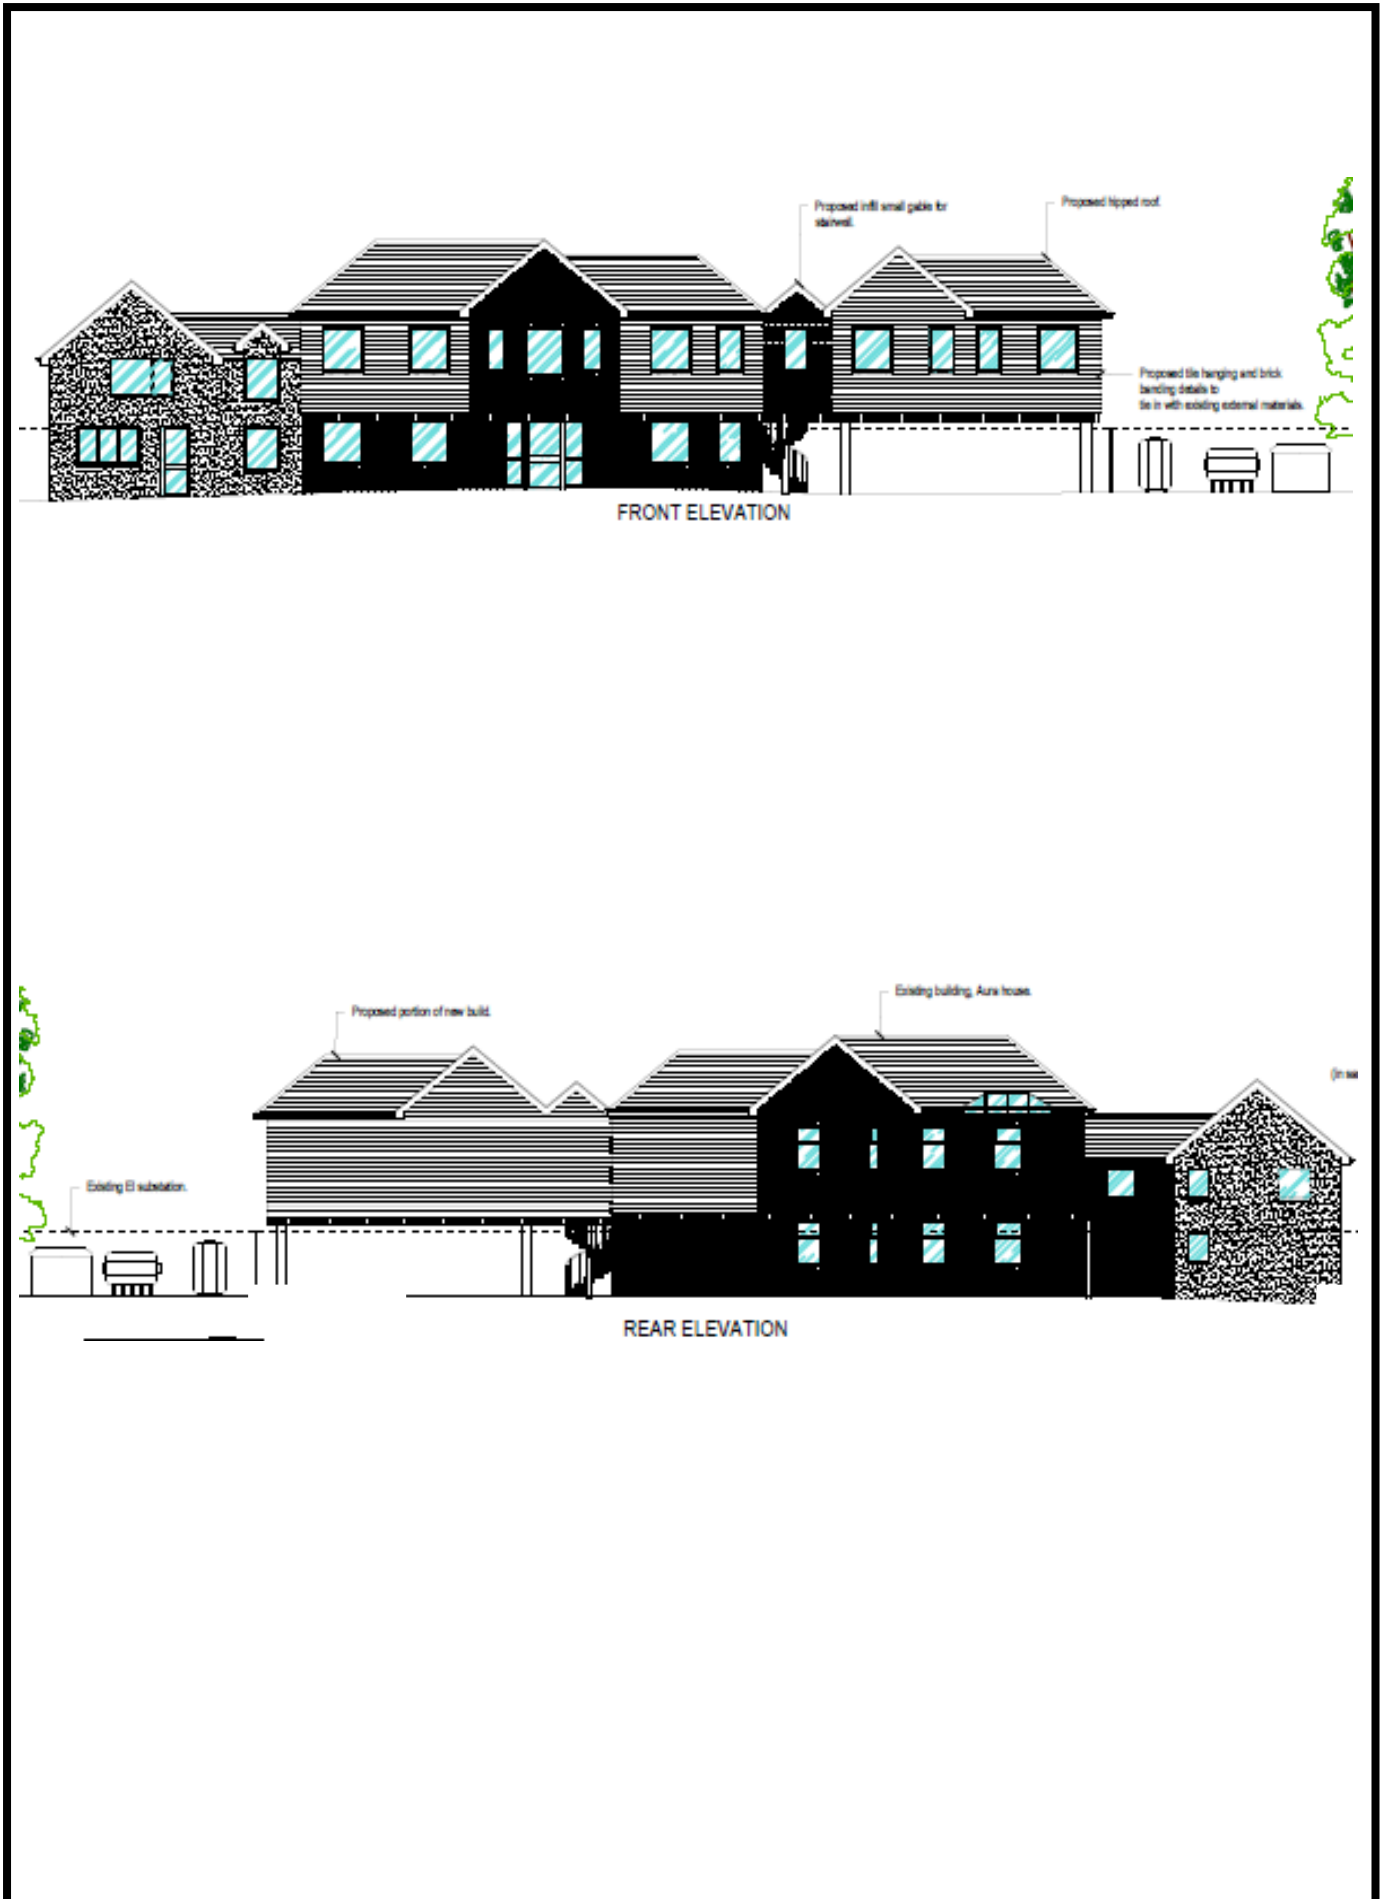 Proposed infill small gable for
stairwell.
Proposed hipped roof.
Proposed tile hanging and brick
banding details to
tie in with existing external materials.
FRONT ELEVATION
Existing building, Aura house.
Proposed portion of new build.
(in
Existing El substation.
REAR ELEVATION